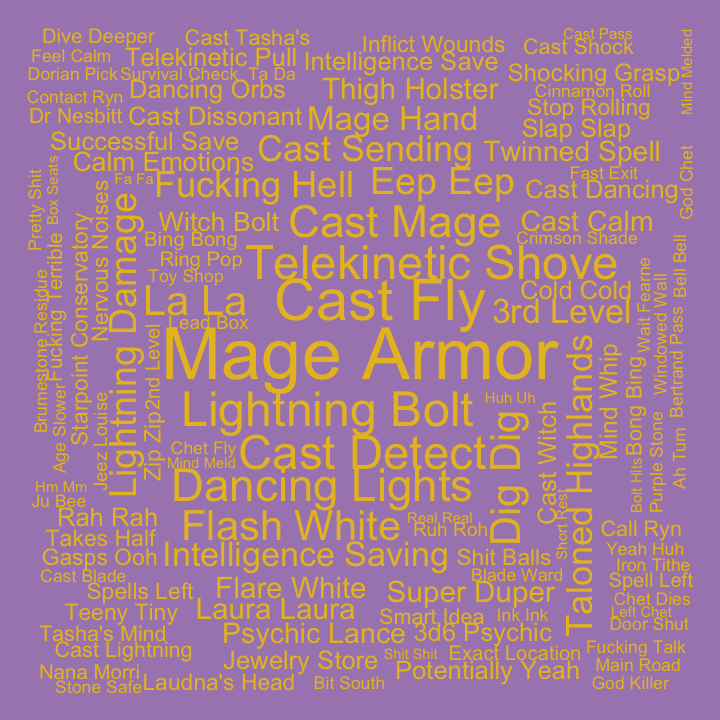 Dive Deeper
Cast Tasha's
Inflict Wounds
Cast Pass
Cast Shock
Mind Melded
Feel Calm
Telekinetic Pull
Intelligence Save
Dorian Pick
Survival Check
Ta Da
Shocking Grasp
Contact Ryn
Dancing Orbs
Thigh Holster
Cinnamon Roll
Stop Rolling
Dr Nesbitt
Cast Dissonant
Mage Hand
Slap Slap
Successful Save
Cast Sending
Twinned Spell
God Chet
Calm Emotions
Pretty Shit
Box Seats
Fa Fa
Fucking Hell
Eep Eep
Fast Exit
Cast Dancing
Nervous Noises
Lightning Damage
Witch Bolt
Cast Mage
Cast Calm
Bing Bong
Crimson Shade
Bell Bell
Fucking Terrible
Starpoint Conservatory
Ring Pop
Telekinetic Shove
Toy Shop
Wait Fearne
Windowed Wall
Brumestone Residue
La La
Cast Fly
Cold Cold
3rd Level
Bertrand Pass
Lead Box
2nd Level
Mage Armor
Taloned Highlands
Mind Whip
Bong Bing
Age Slower
Jeez Louise
Zip Zip
Lightning Bolt
Huh Uh
Dig Dig
Cast Witch
Purple Stone
Ah Tum
Chet Fly
Mind Meld
Cast Detect
Bolt Hits
Hm Mm
Ju Bee
Dancing Lights
Short Rest
Rah Rah
Flash White
Real Real
Ruh Roh
Call Ryn
Takes Half
Yeah Huh
Gasps Ooh
Intelligence Saving
Shit Balls
Iron Tithe
Cast Blade
Blade Ward
Spell Left
Spells Left
Flare White
Super Duper
Chet Dies
Teeny Tiny
Laura Laura
Smart Idea
Ink Ink
Left Chet
Door Shut
Tasha's Mind
Psychic Lance
3d6 Psychic
Cast Lightning
Jewelry Store
Shit Shit
Exact Location
Fucking Talk
Nana Morri
Potentially Yeah
Main Road
Stone Safe
Laudna's Head
Bit South
God Killer